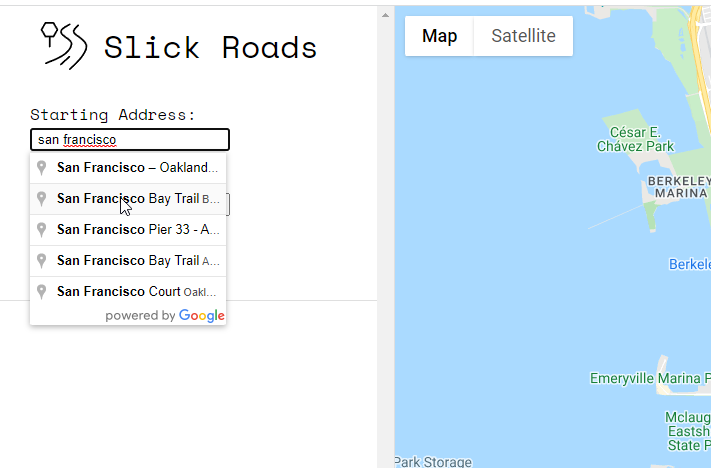 Slick Roads
Starting Address:
san francisco
San Francisco – Oakland...
San Francisco Bay Trail B...
San Francisco Pier 33 - A...
San Francisco Bay Trail A...
San Francisco Court Oakl...
powered by Google
Map
Satellite
César E.
Chávez Park
BERKELEY
MARINA
Berkele
Emeryville Marina P
Mclaug
Eastsh
State P
Park Storage